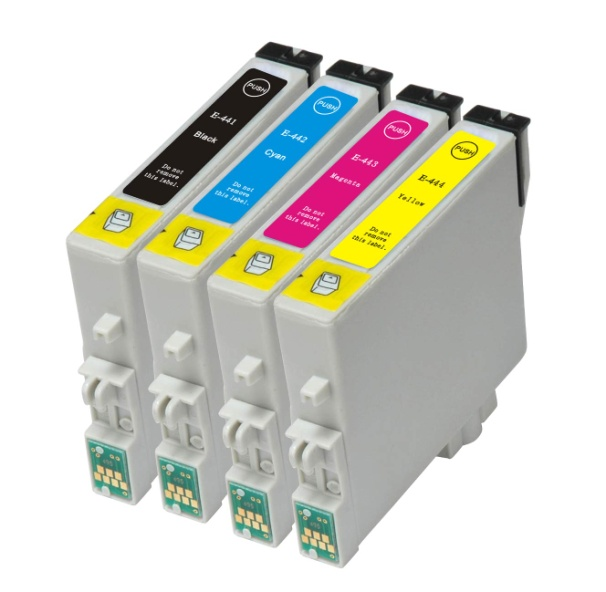 PUSH
E-441
Black
Do not
remove
this label.
PUSH
E-442
Cyan
Do not
remove
this label.
PUSH
E-443
Magenta
Do not
remove
this label.
PUSH
E-444
Yellow
Do not
remove
this label.